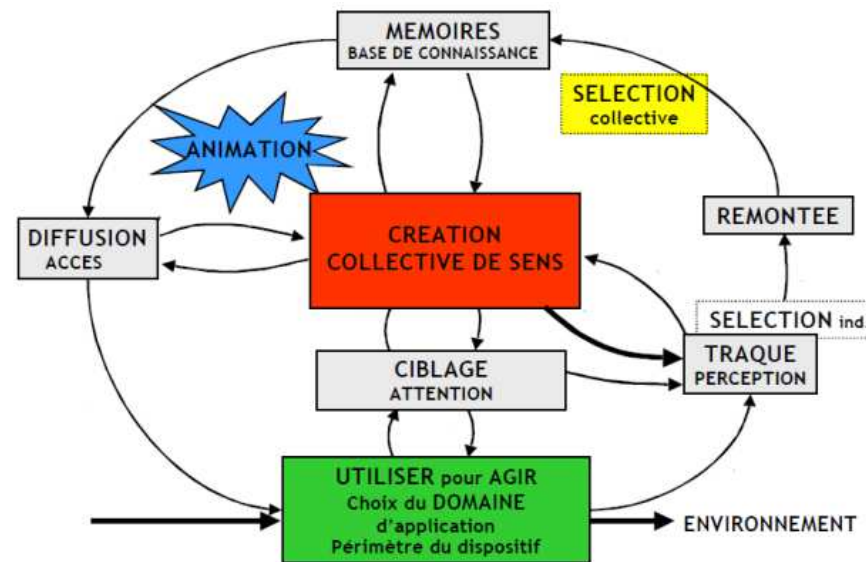 MEMOIRES
BASE DE CONNAISSANCE
SELECTION
collective
ANIMATION
REMONTEE
DIFFUSION
ACCES
CREATION
COLLECTIVE DE SENS
SELECTION ind.
TRAQUE
PERCEPTION
CIBLAGE
ATTENTION
UTILISER pour AGIR
Choix du DOMAINE
d'application
Périmètre du dispositif
ENVIRONNEMENT